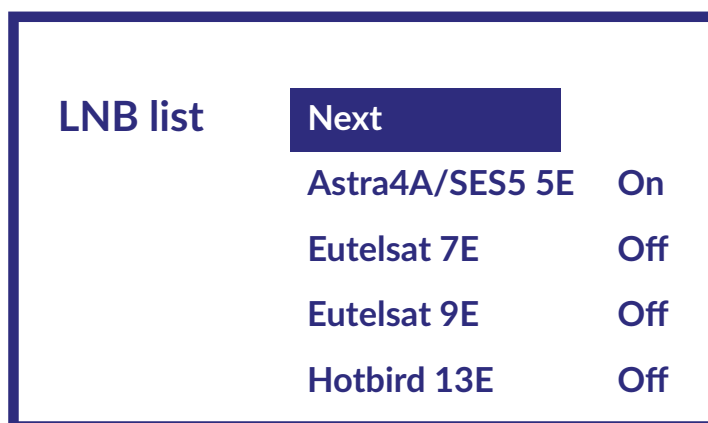 LNB list Next
Astra4A/SES5 5E On
Eutelsat 7E Off
Eutelsat 9E Off
Hotbird 13E Off